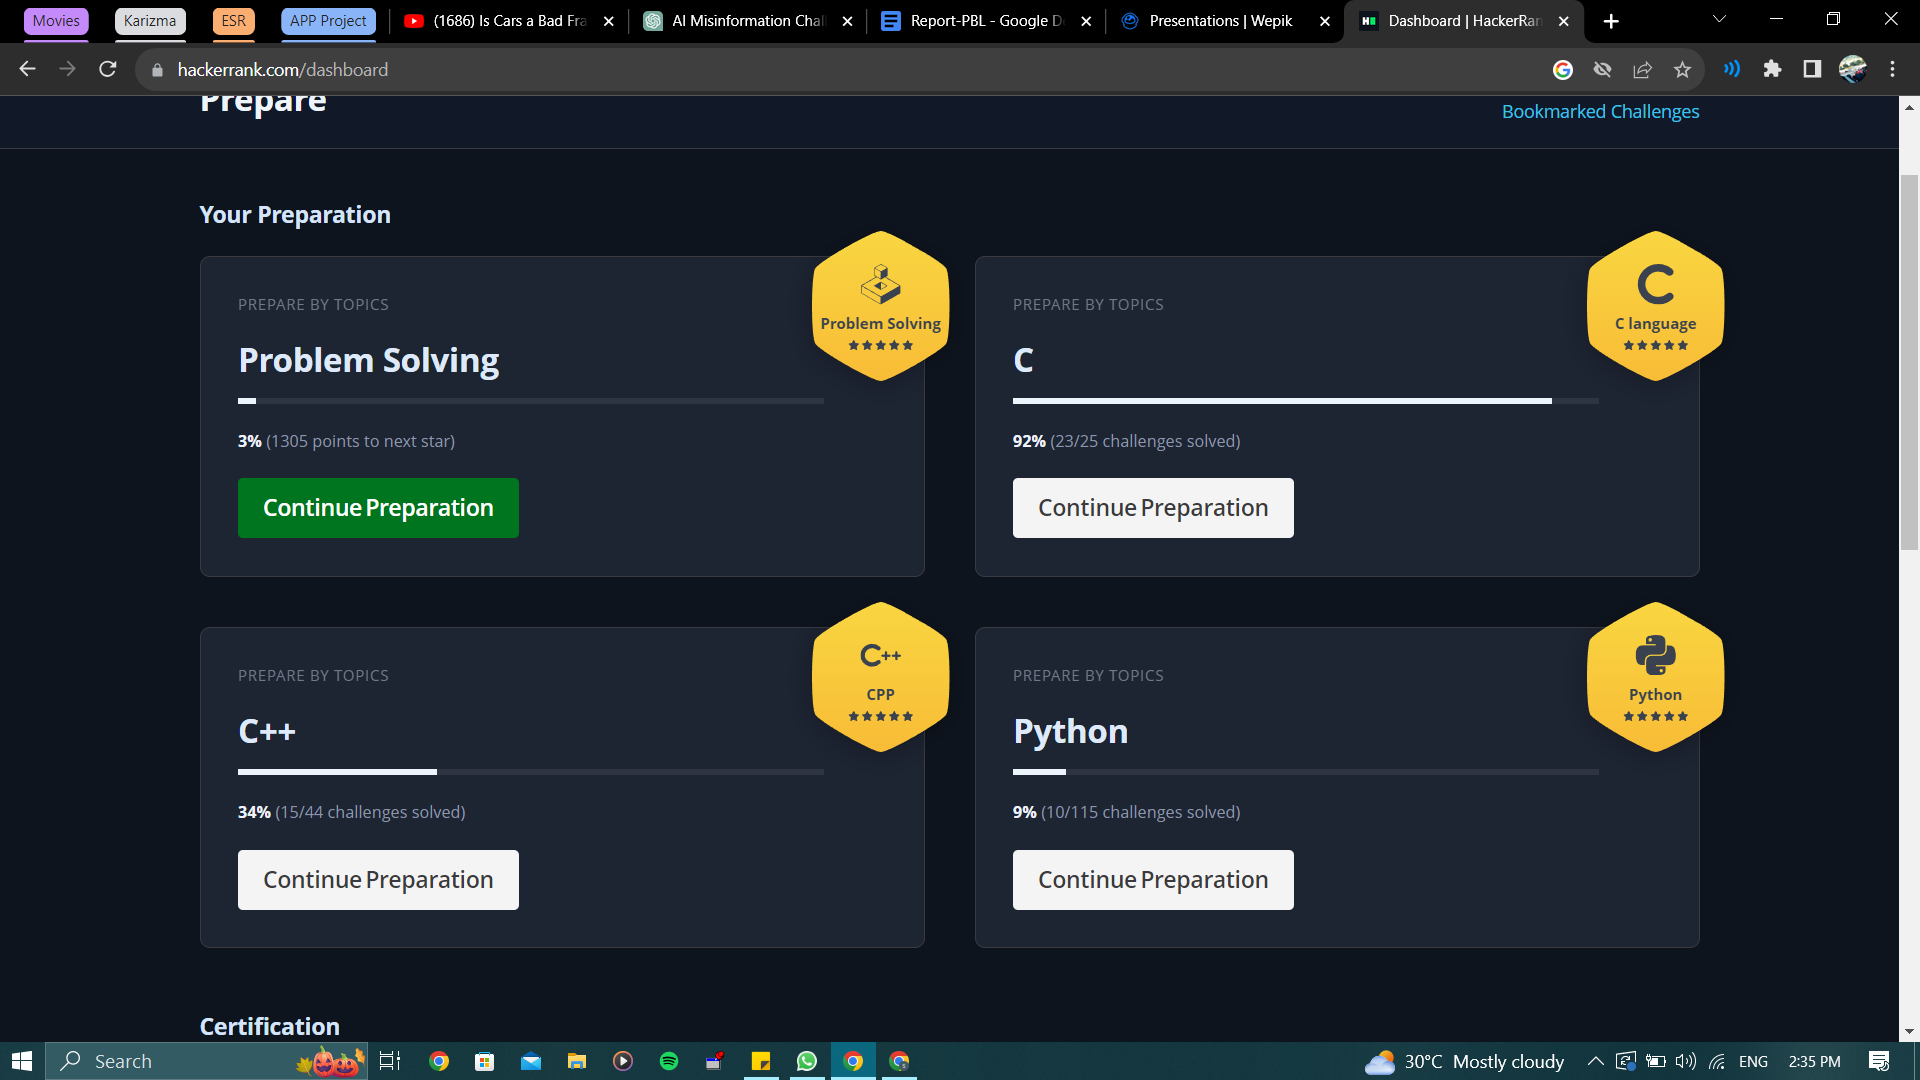 Movies
Karizma
ESR
APP Project
(1686) Is Cars a Bad Fra
AI Misinformation Chal
Report-PBL - Google D
Presentations | Wepik
Dashboard | HackerRan
hackerrank.com/dashboard
Prepare
Bookmarked Challenges
Your Preparation
PREPARE BY TOPICS
Problem Solving
3% (1305 points to next star)
Continue Preparation
Problem Solving
PREPARE BY TOPICS
C
92% (23/25 challenges solved)
Continue Preparation
C
C language
PREPARE BY TOPICS
C++
34% (15/44 challenges solved)
Continue Preparation
C++
CPP
PREPARE BY TOPICS
Python
9% (10/115 challenges solved)
Continue Preparation
Python
Certification
Search
30°C Mostly cloudy
ENG
2:35 PM